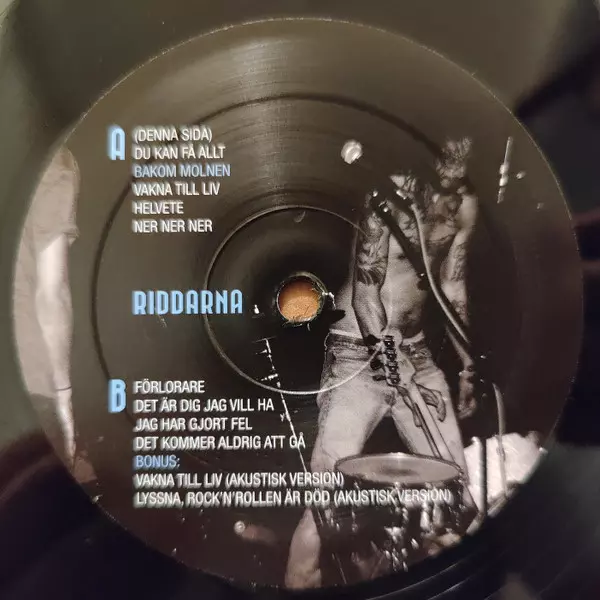 A
(DENNA SIDA)
DU KAN FÅ ALLT
BAKOM MOLNEN
VAKNA TILL LIV
HELVETE
NER NER NER
RIDDARNA
B
FÖRLORARE
DET ÄR DIG JAG VILL HA
JAG HAR GJORT FEL
DET KOMMER ALDRIG ATT GÅ
BONUS:
VAKNA TILL LIV (AKUSTISK VERSION)
LYSSNA, ROCK'N'ROLLEN ÄR DÖD (AKUSTISK VERSION)